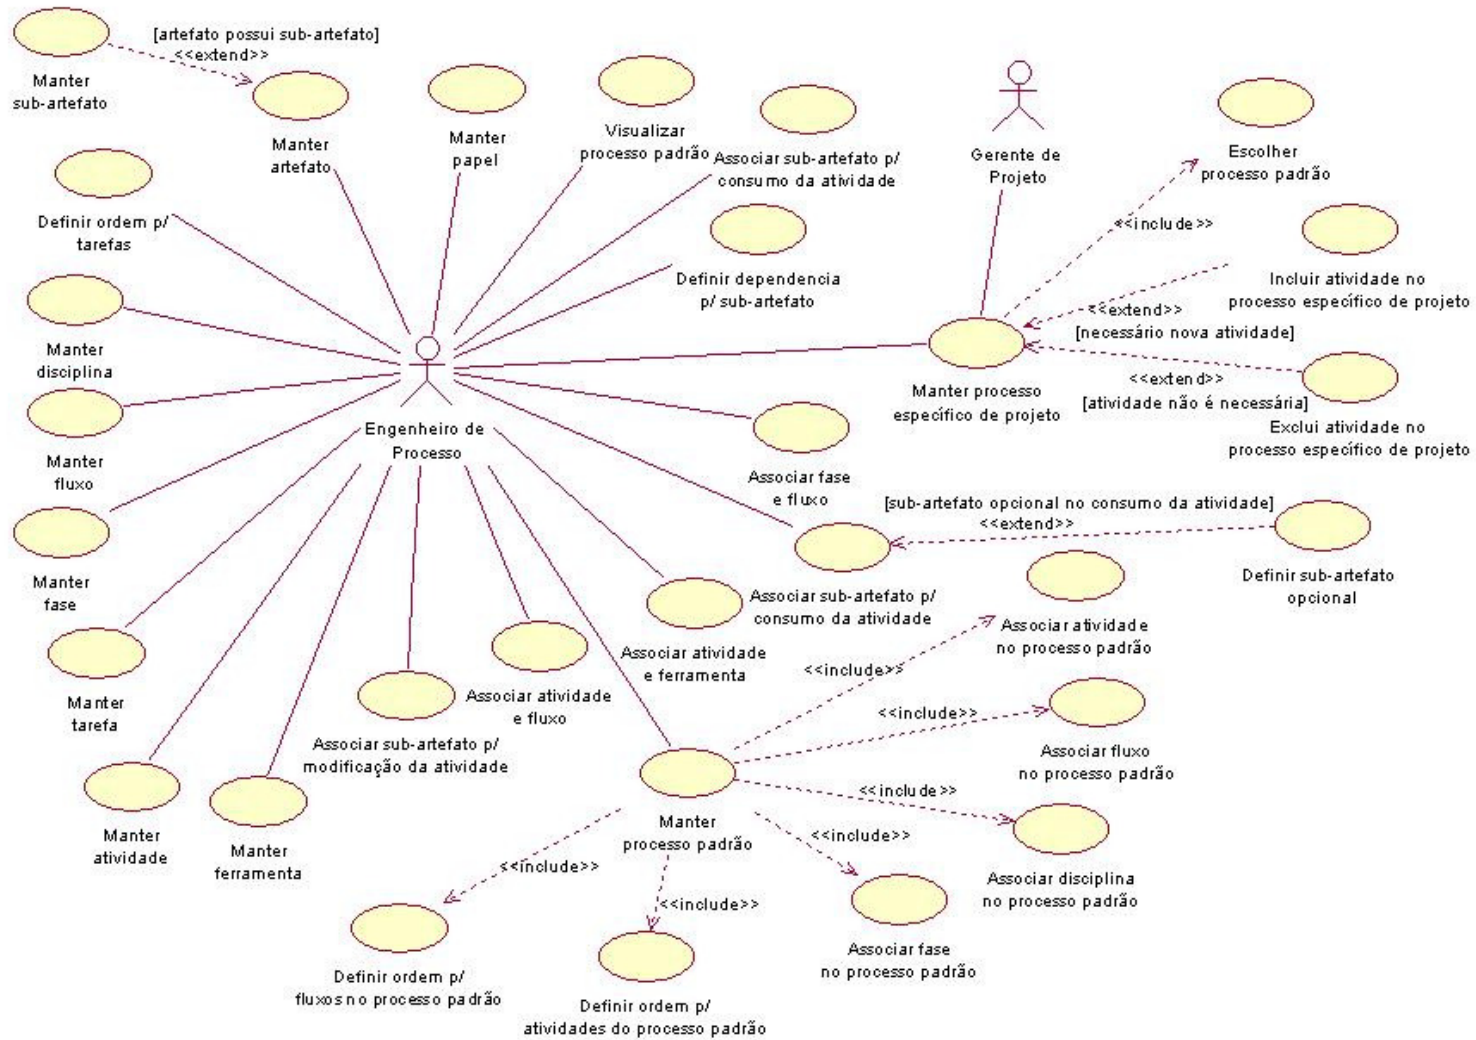 [artefato possui sub-artefato]
<<extend>>
Manter
sub-artefato
Manter
artefato
Manter
papel
Visualizar
processo padrão
Associar sub-artefato p/
consumo da atividade
Gerente de
Projeto
Escolher
processo padrão
<<include>>
Definir ordem p/
tarefas
Definir dependencia
p/ sub-artefato
Incluir atividade no
processo específico de projeto
<<extend>>
[necessário nova atividade]
Manter
disciplina
Manter processo
específico de projeto
<<extend>>
[atividade não é necessária]
Exclui atividade no
processo específico de projeto
Engenheiro de
Processo
Manter
fluxo
Associar fase
e fluxo
[sub-artefato opcional no consumo da atividade]
<<extend>>
Manter
fase
Associar sub-artefato p/
consumo da atividade
Definir sub-artefato
opcional
Associar atividade
no processo padrão
<<include>>
Associar atividade
e ferramenta
Manter
tarefa
Associar atividade
e fluxo
Associar sub-artefato p/
modificação da atividade
<<include>>
Associar fluxo
no processo padrão
Manter
atividade
Manter
ferramenta
Manter
processo padrão
<<include>>
Associar disciplina
no processo padrão
<<include>>
Associar fase
no processo padrão
<<include>>
<<include>>
Definir ordem p/
fluxos no processo padrão
Definir ordem p/
atividades do processo padrão